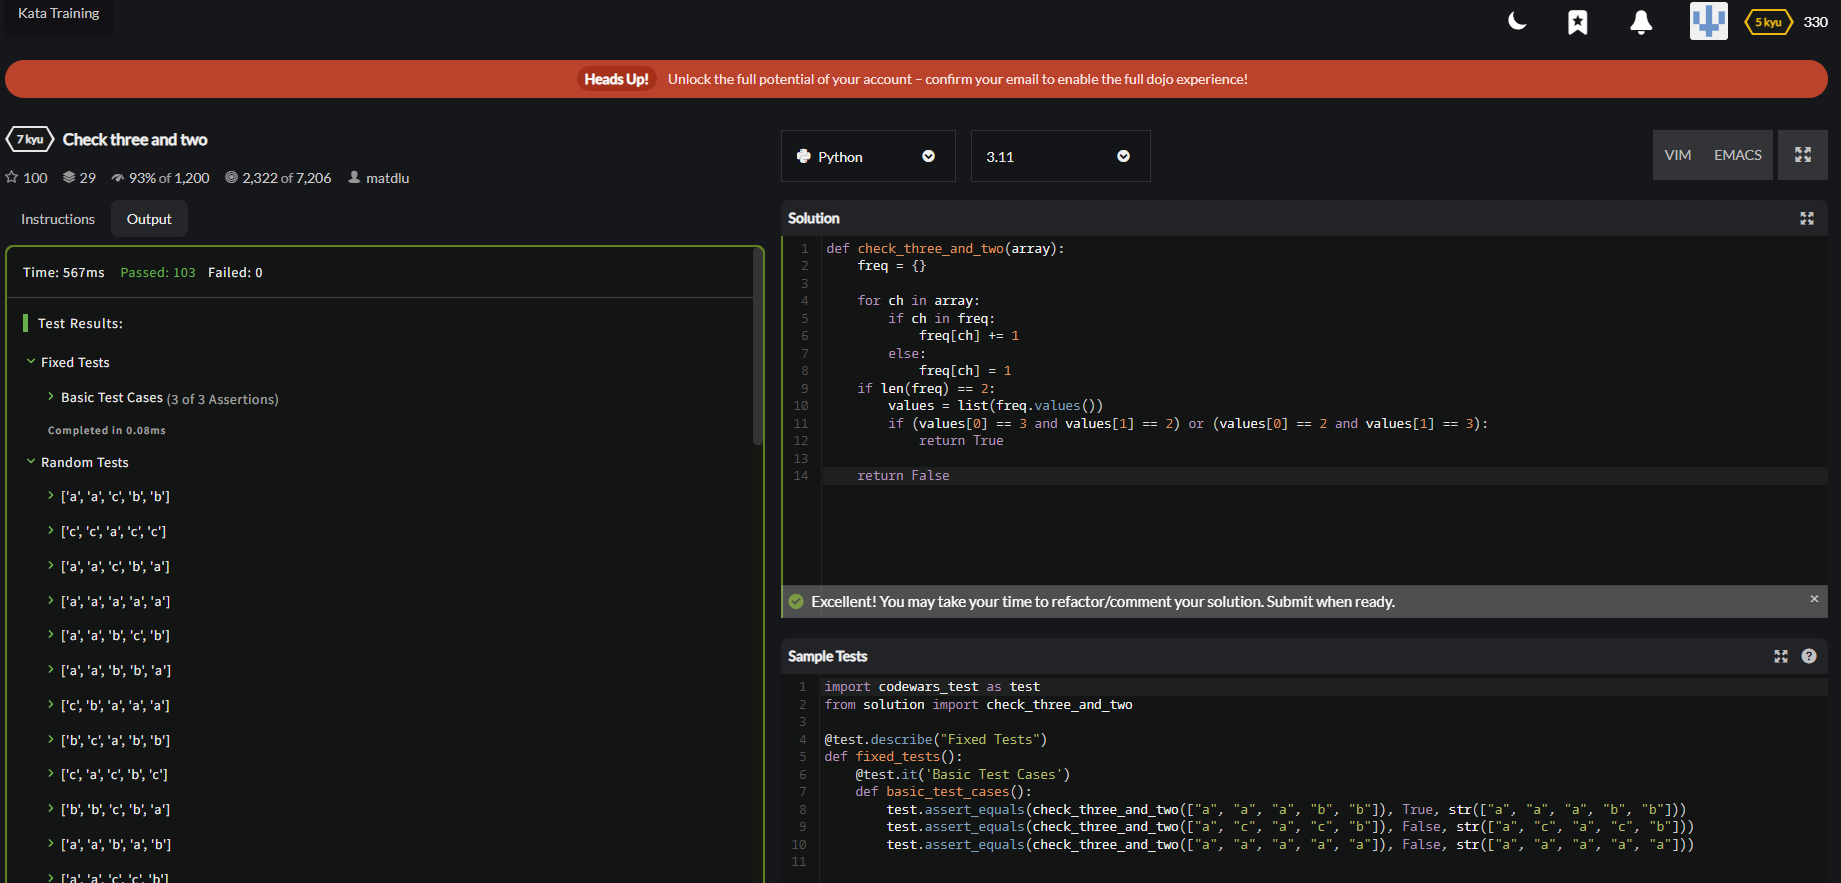 Kata Training
5 kyu 330
Heads Up! Unlock the full potential of your account – confirm your email to enable the full dojo experience!
7 kyu Check three and two
100 29 93% of 1,200 2,322 of 7,206 matdlu
Instructions Output
Time: 567ms Passed: 103 Failed: 0
Test Results:
Fixed Tests
Basic Test Cases (3 of 3 Assertions)
Completed in 0.08ms
Random Tests
['a', 'a', 'c', 'b', 'b']
['c', 'c', 'a', 'c', 'c']
['a', 'a', 'c', 'b', 'a']
['a', 'a', 'a', 'a', 'a']
['a', 'a', 'b', 'c', 'b']
['a', 'a', 'b', 'b', 'a']
['c', 'b', 'a', 'a', 'a']
['b', 'c', 'a', 'b', 'b']
['c', 'a', 'c', 'b', 'c']
['b', 'b', 'c', 'b', 'a']
['a', 'a', 'b', 'a', 'b']
['a', 'a', 'c', 'c', 'b']
Python 3.11 VIM EMACS
Solution
1 def check_three_and_two(array):
2 freq = {}
3
4 for ch in array:
5 if ch in freq:
6 freq[ch] += 1
7 else:
8 freq[ch] = 1
9 if len(freq) == 2:
10 values = list(freq.values())
11 if (values[0] == 3 and values[1] == 2) or (values[0] == 2 and values[1] == 3):
12 return True
13
14 return False
Excellent! You may take your time to refactor/comment your solution. Submit when ready. ×
Sample Tests ?
1 import codewars_test as test
2 from solution import check_three_and_two
3
4 @test.describe("Fixed Tests")
5 def fixed_tests():
6 @test.it('Basic Test Cases')
7 def basic_test_cases():
8 test.assert_equals(check_three_and_two(["a", "a", "a", "b", "b"]), True, str(["a", "a", "a", "b", "b"]))
9 test.assert_equals(check_three_and_two(["a", "c", "a", "c", "b"]), False, str(["a", "c", "a", "c", "b"]))
10 test.assert_equals(check_three_and_two(["a", "a", "a", "a", "a"]), False, str(["a", "a", "a", "a", "a"]))
11